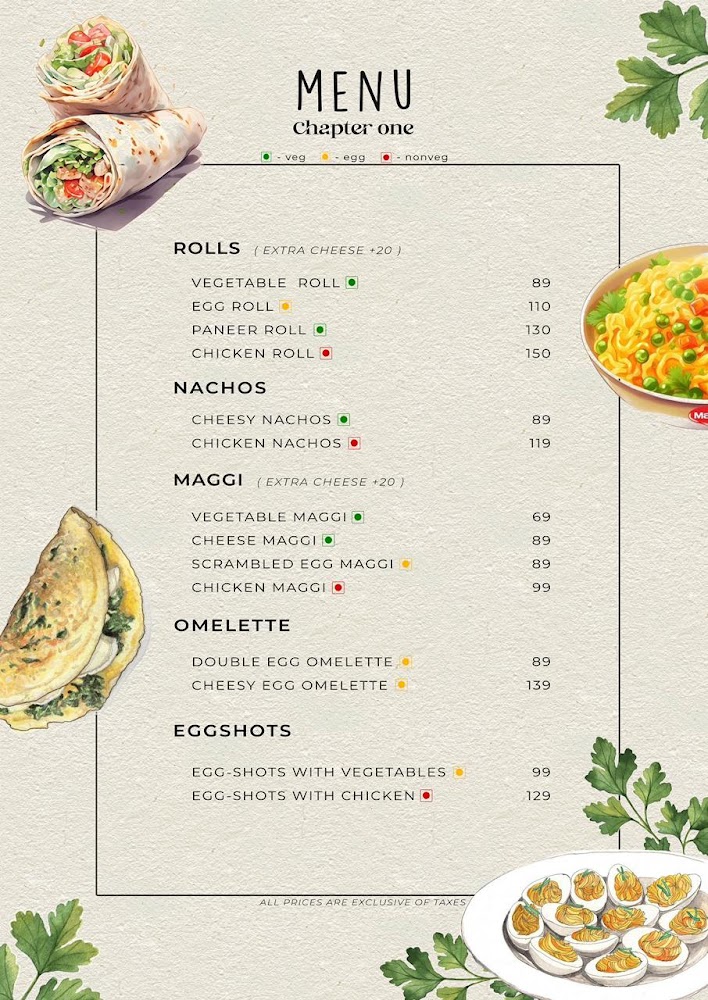 MENU
Chapter one
- veg - egg - nonveg
ROLLS ( EXTRA CHEESE +20 )
VEGETABLE ROLL 89
EGG ROLL 110
PANEER ROLL 130
CHICKEN ROLL 150
NACHOS
CHEESY NACHOS 89
CHICKEN NACHOS 119
MAGGI ( EXTRA CHEESE +20 )
VEGETABLE MAGGI 69
CHEESE MAGGI 89
SCRAMBLED EGG MAGGI 89
CHICKEN MAGGI 99
OMELETTE
DOUBLE EGG OMELETTE 89
CHEESY EGG OMELETTE 139
EGGSHOTS
EGG-SHOTS WITH VEGETABLES 99
EGG-SHOTS WITH CHICKEN 129
ALL PRICES ARE EXCLUSIVE OF TAXES